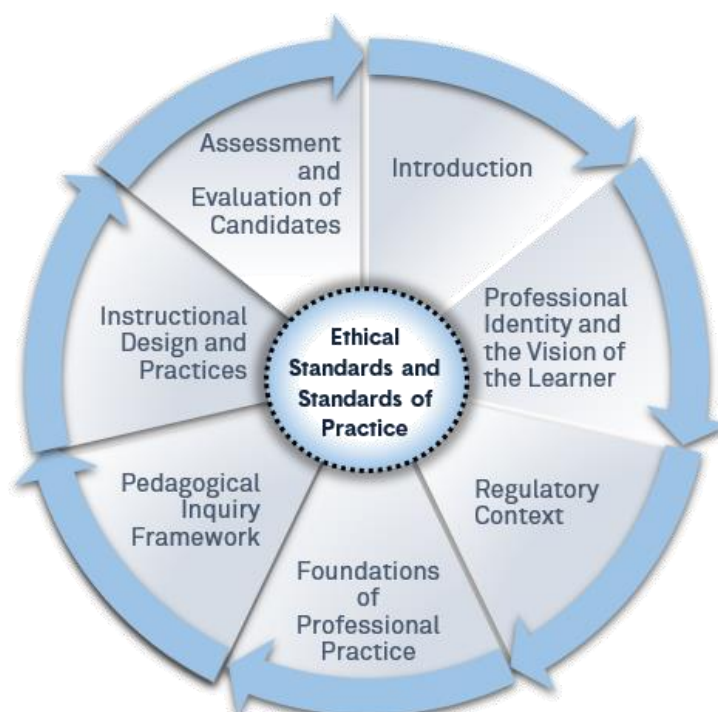 Introduction
Professional
Identity and
the Vision of
the Learner
Regulatory
Context
Foundations
of
Professional
Practice
Pedagogical
Inquiry
Framework
Instructional
Design and
Practices
Assessment
and
Evaluation of
Candidates
Ethical
Standards and
Standards of
Practice